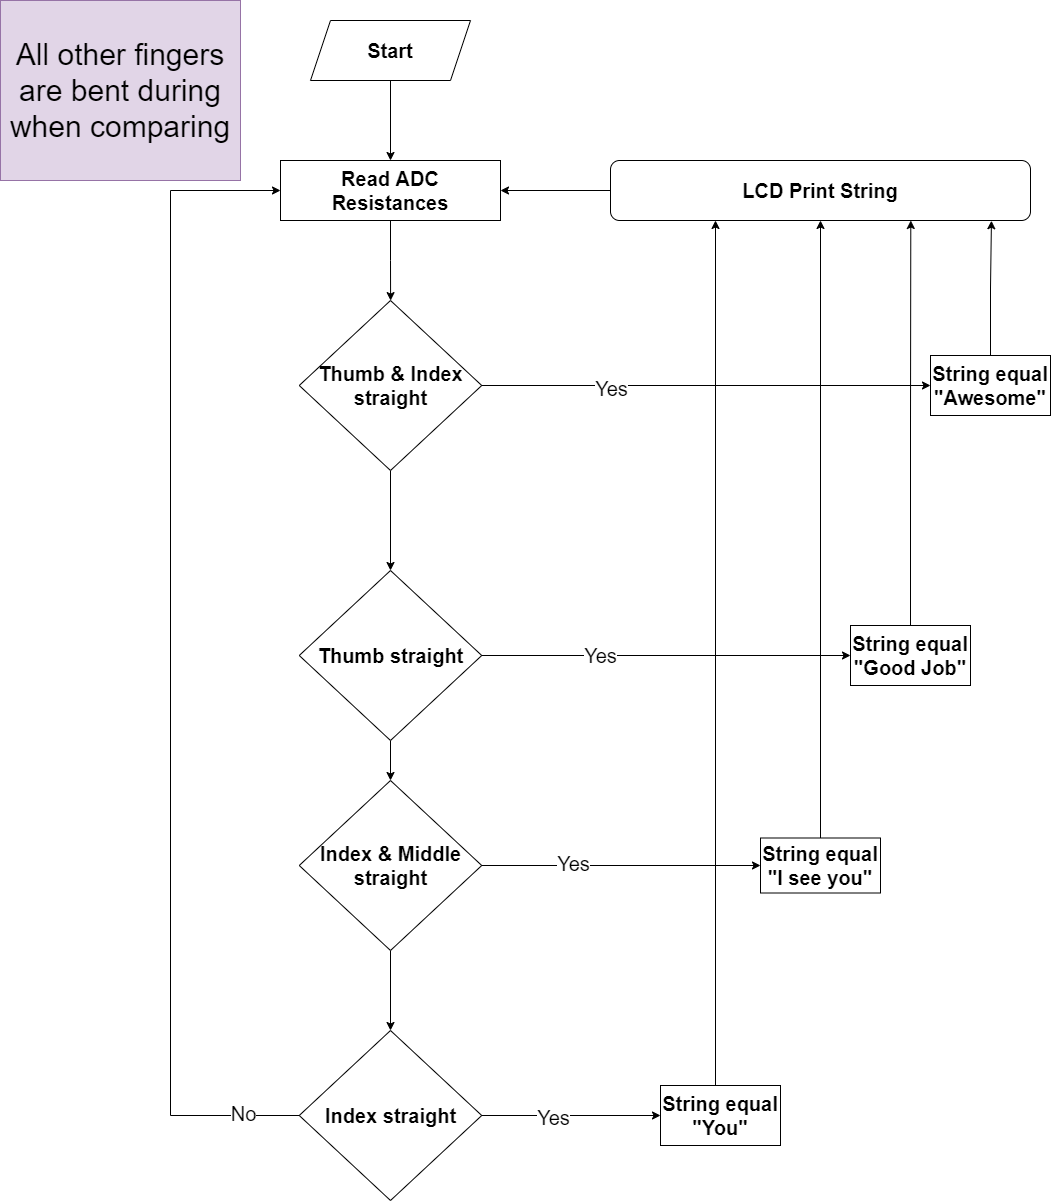 All other fingers
are bent during
when comparing
Start
Read ADC
Resistances
LCD Print String
Thumb & Index
straight
Yes
String equal
"Awesome"
Thumb straight
Yes
String equal
"Good Job"
Index & Middle
straight
Yes
String equal
"I see you"
No
Index straight
Yes
String equal
"You"